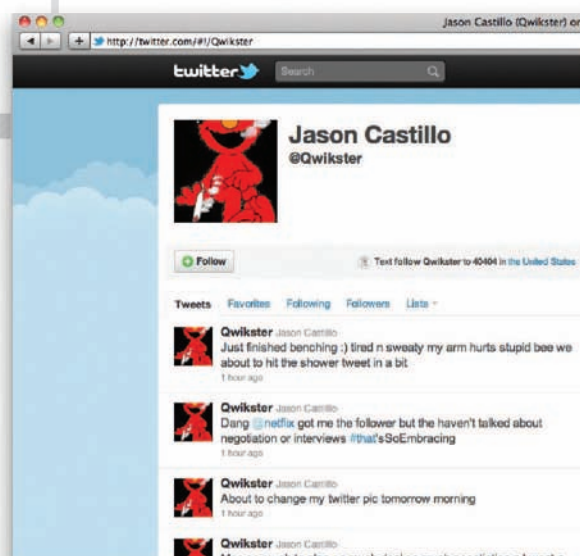 Jason Castillo (Qwikster) on
http://twitter.com/#!/Qwikster
twitter
Search
Jason Castillo
@Qwikster
Follow
Text follow Qwikster to 40404 in the United States
Tweets Favorites Following Followers Lists
Qwikster Jason Castillo
Just finished benching :) tired n sweaty my arm hurts stupid bee we
about to hit the shower tweet in a bit
1 hour ago
Qwikster Jason Castillo
Dang @netflix got me the follower but the haven't talked about
negotiation or interviews #that'sSoEmbracing
1 hour ago
Qwikster Jason Castillo
About to change my twitter pic tomorrow morning
1 hour ago
Qwikster Jason Castillo